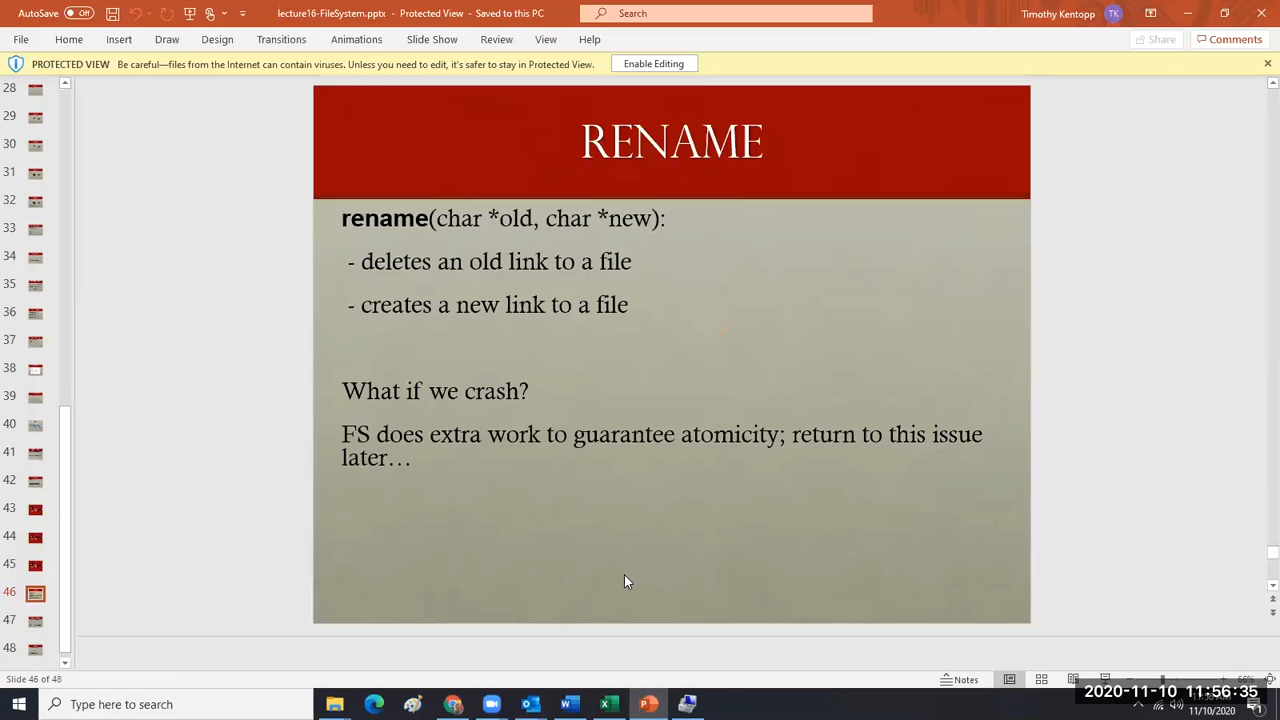 AutoSave Off lecture16-FileSystem.pptx - Protected View - Saved to this PC Search Timothy Kentopp TK
File Home Insert Draw Design Transitions Animations Slide Show Review View Help Share Comments
PROTECTED VIEW Be careful—files from the Internet can contain viruses. Unless you need to edit, it's safer to stay in Protected View. Enable Editing
28
29
30
31
32
33
34
35
36
37
38
39
40
41
42
43
44
45
46
47
48
RENAME
rename(char *old, char *new):
- deletes an old link to a file
- creates a new link to a file
What if we crash?
FS does extra work to guarantee atomicity; return to this issue
later…
Slide 46 of 48 Notes 66%
2020-11-10 11:56:35
Type here to search
11/10/2020